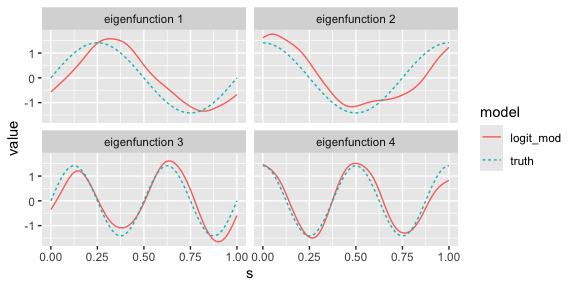 eigenfunction 1
eigenfunction 2
1
0
-1
eigenfunction 3
eigenfunction 4
1
0
-1
0.00 0.25 0.50 0.75 1.00
0.00 0.25 0.50 0.75 1.00
s
value
model
logit_mod
truth